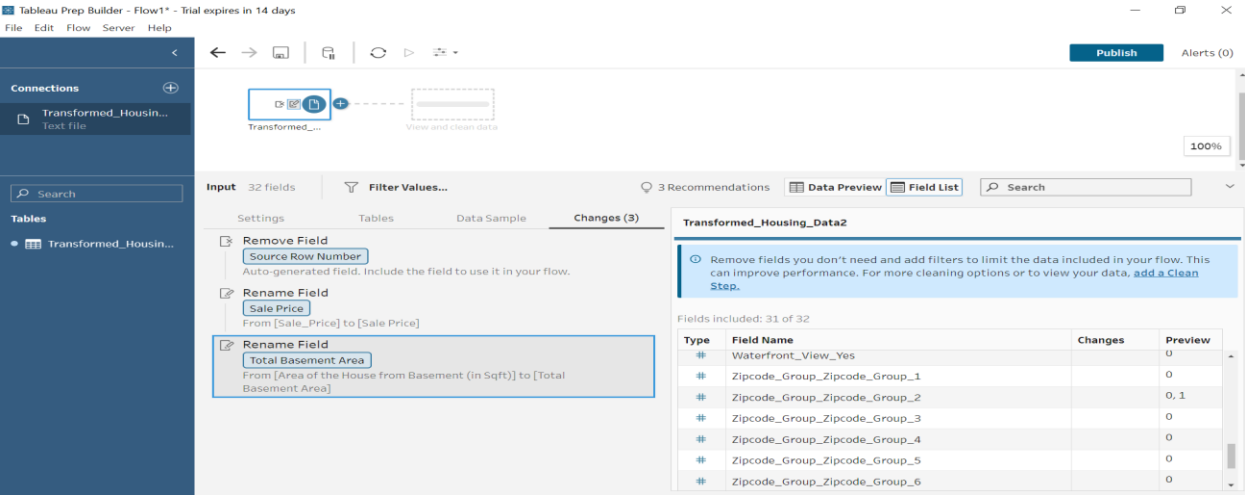 Tableau Prep Builder - Flow1* - Trial expires in 14 days
File Edit Flow Server Help
Publish
Alerts (0)
Connections
Transformed_Housin...
Text file
Transformed_...
View and clean data
100%
Search
Tables
Transformed_Housin...
Input 32 fields
Filter Values...
3 Recommendations
Data Preview
Field List
Search
Settings
Tables
Data Sample
Changes (3)
Remove Field
Source Row Number
Auto-generated field. Include the field to use it in your flow.
Rename Field
Sale Price
From [Sale_Price] to [Sale Price]
Rename Field
Total Basement Area
From [Area of the House from Basement (in Sqft)] to [Total
Basement Area]
Transformed_Housing_Data2
Remove fields you don't need and add filters to limit the data included in your flow. This
can improve performance. For more cleaning options or to view your data, add a Clean
Step.
Fields included: 31 of 32
Type Field Name Changes Preview
# Waterfront_View_Yes 0
# Zipcode_Group_Zipcode_Group_1 0
# Zipcode_Group_Zipcode_Group_2 0, 1
# Zipcode_Group_Zipcode_Group_3 0
# Zipcode_Group_Zipcode_Group_4 0
# Zipcode_Group_Zipcode_Group_5 0
# Zipcode_Group_Zipcode_Group_6 0